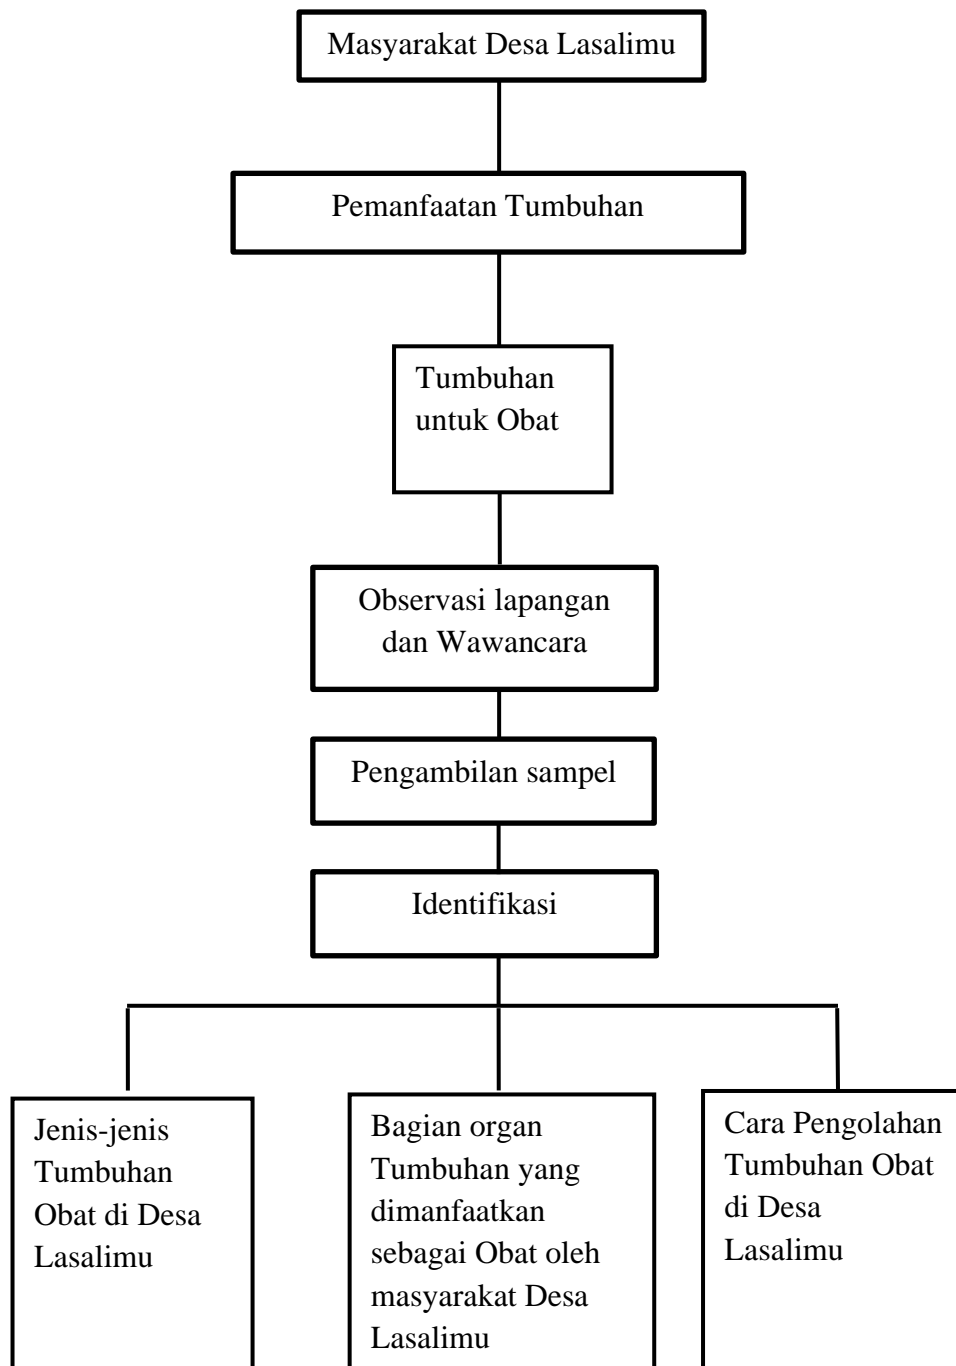 Masyarakat Desa Lasalimu
Pemanfaatan Tumbuhan
Tumbuhan
untuk Obat
Observasi lapangan
dan Wawancara
Pengambilan sampel
Identifikasi
Jenis-jenis
Tumbuhan
Obat di Desa
Lasalimu
Bagian organ
Tumbuhan yang
dimanfaatkan
sebagai Obat oleh
masyarakat Desa
Lasalimu
Cara Pengolahan
Tumbuhan Obat
di Desa
Lasalimu